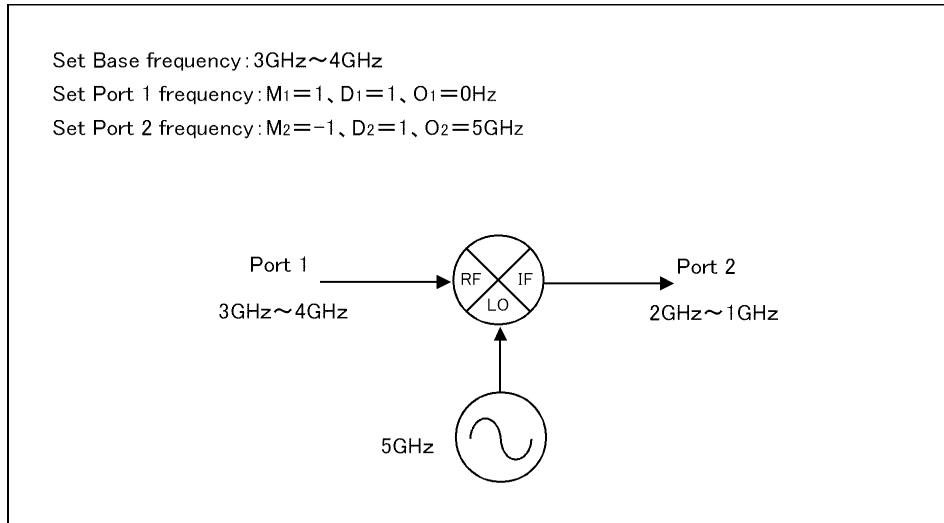 Set Base frequency:3GHz~4GHz
Set Port 1 frequency:M1=1、D1=1、O1=0Hz
Set Port 2 frequency:M2=-1、D2=1、O2=5GHz
Port 1
3GHz~4GHz
RF
IF
LO
Port 2
2GHz~1GHz
5GHz